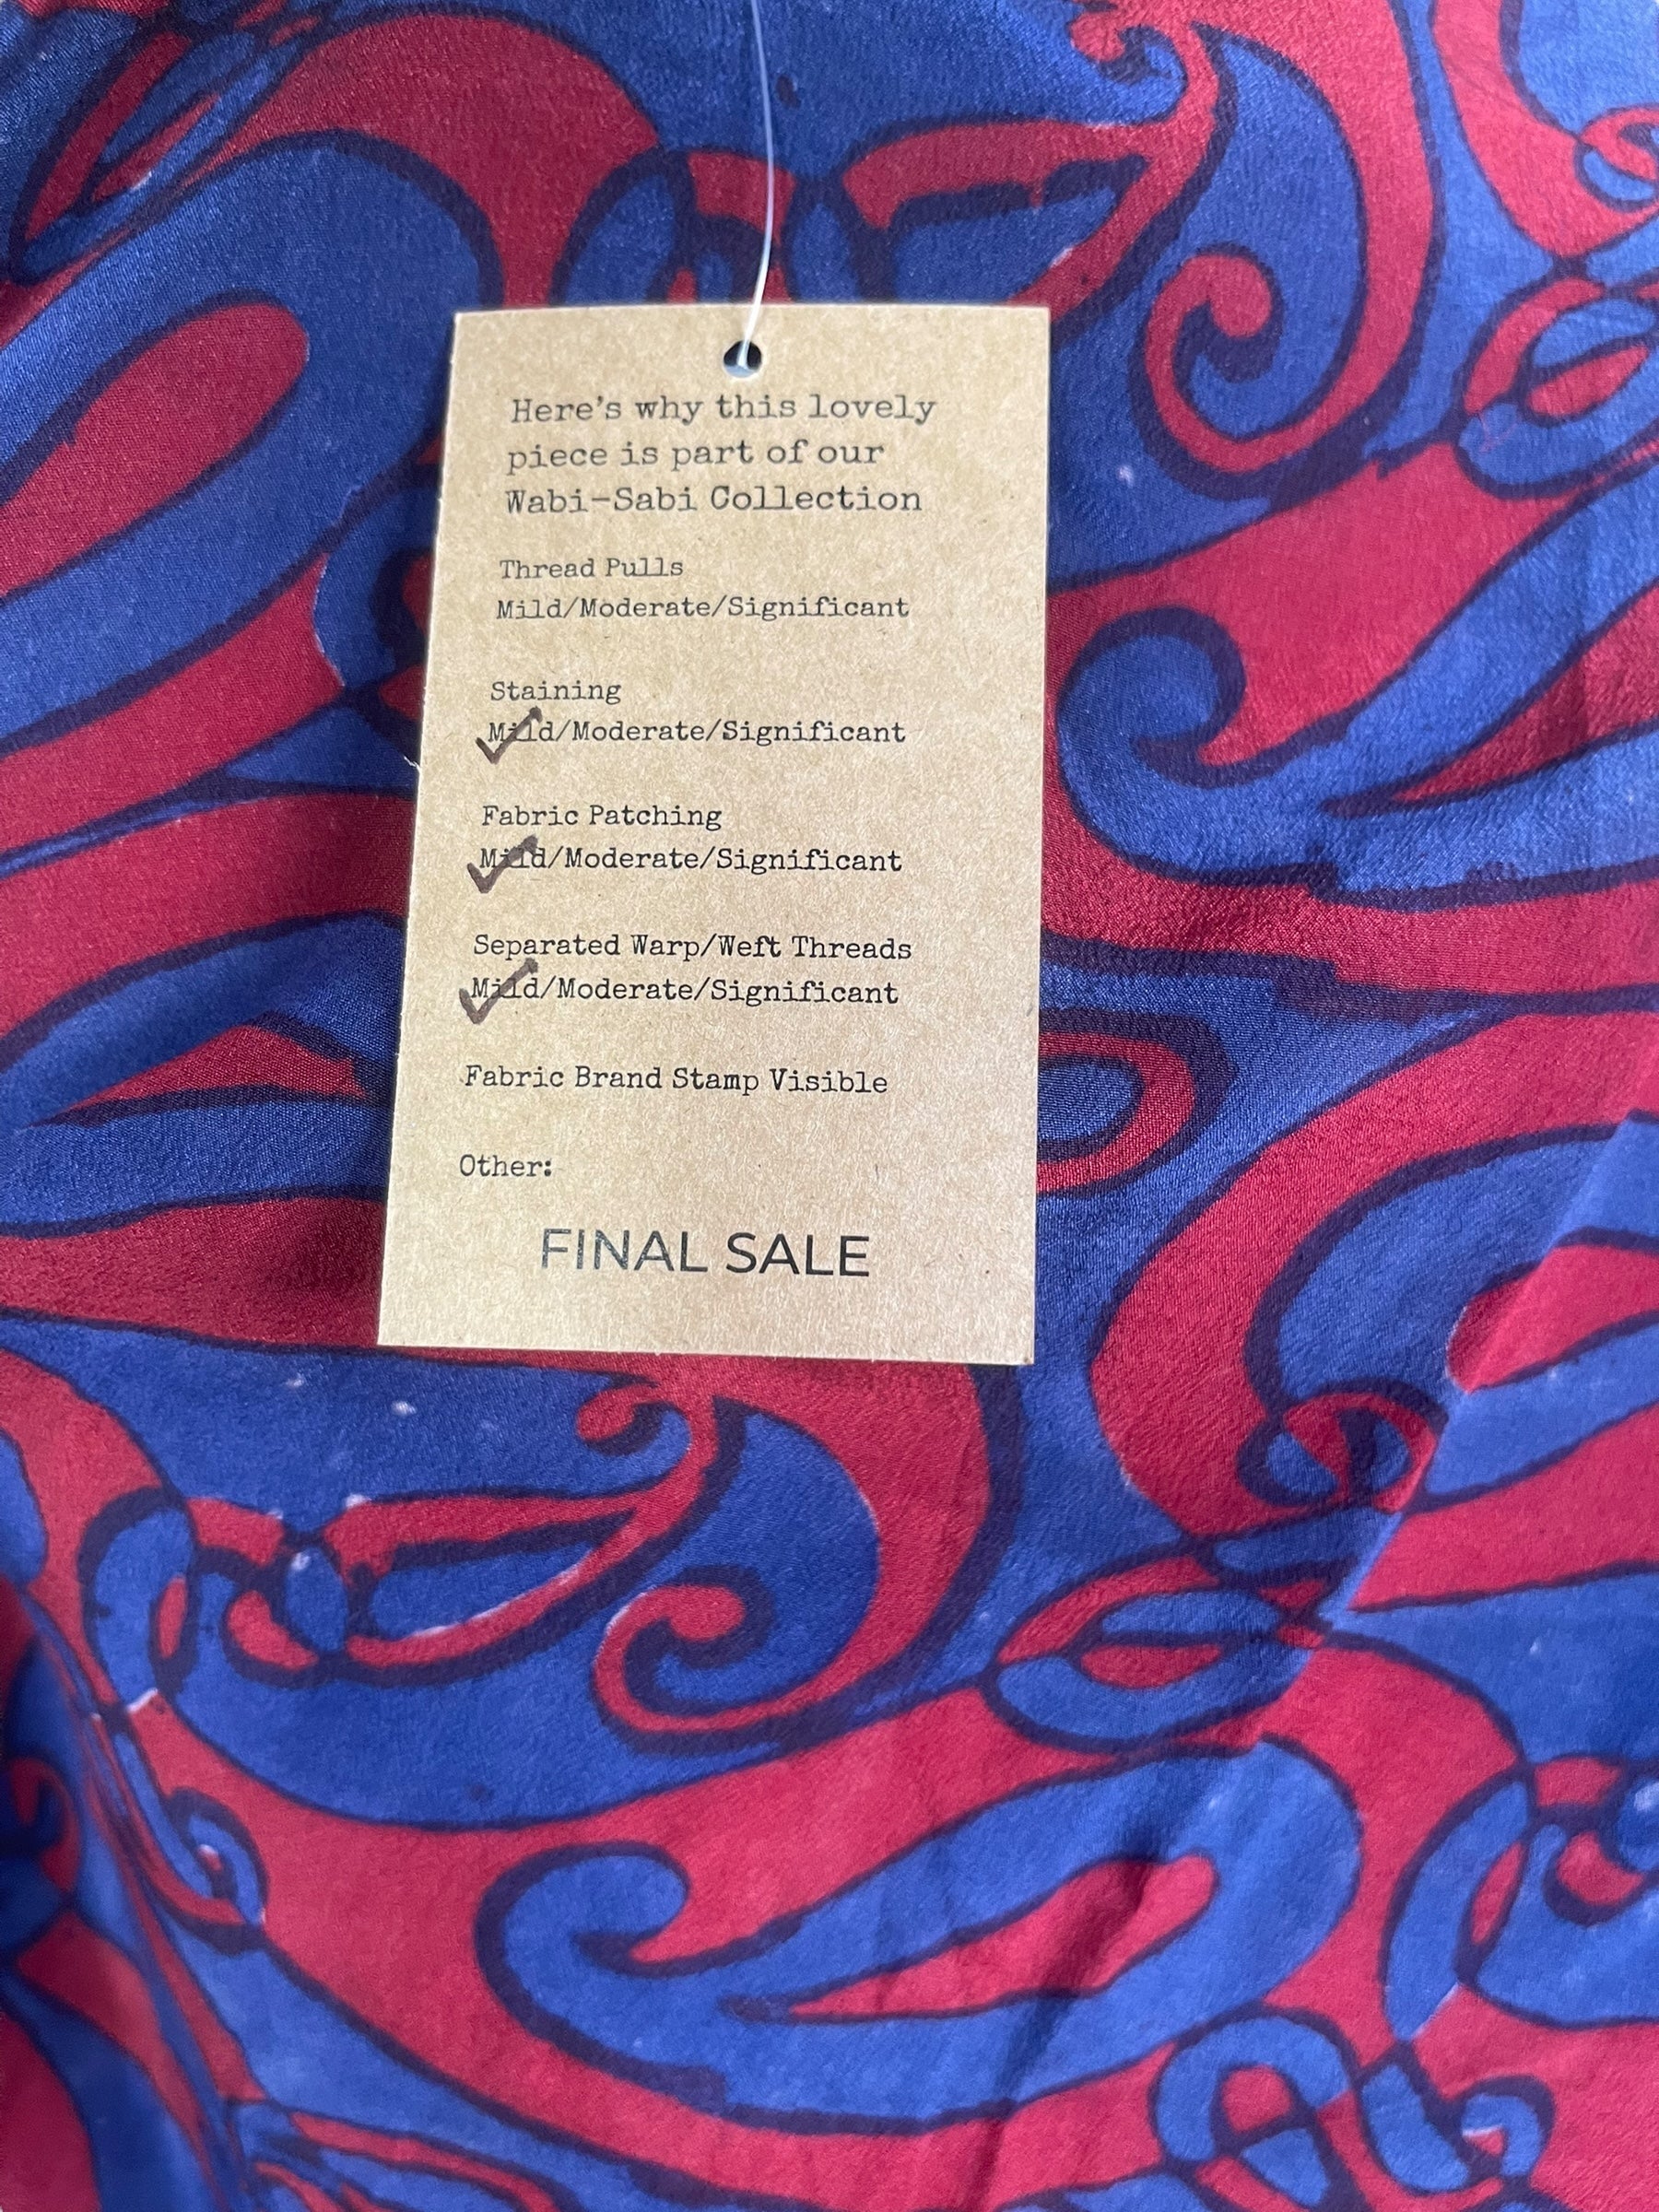 Here's why this lovely
piece is part of our
Wabi-Sabi Collection
Thread Pulls
Mild/Moderate/Significant
Staining
Mild/Moderate/Significant
Fabric Patching
Mild/Moderate/Significant
Separated Warp/Weft Threads
Mild/Moderate/Significant
Fabric Brand Stamp Visible
Other:
FINAL SALE